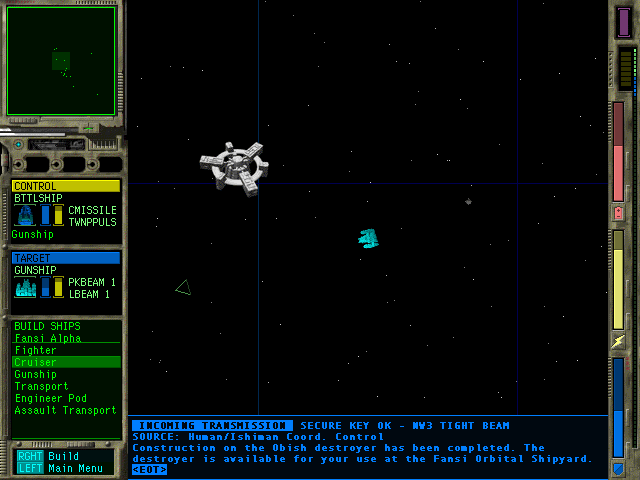 CONTROL
BTTLSHIP
CMISSILE
TWNPPULS
Gunship
TARGET
GUNSHIP
PKBEAM 1
LBEAM 1
BUILD SHIPS
Fansi Alpha
Fighter
Cruiser
Gunship
Transport
Engineer Pod
Assault Transport
RGHT Build
LEFT Main Menu
INCOMING TRANSMISSION SECURE KEY OK - NW3 TIGHT BEAM
SOURCE: Human/Ishiman Coord. Control
Construction on the Obish destroyer has been completed. The
destroyer is available for your use at the Fansi Orbital Shipyard.
<EOT>